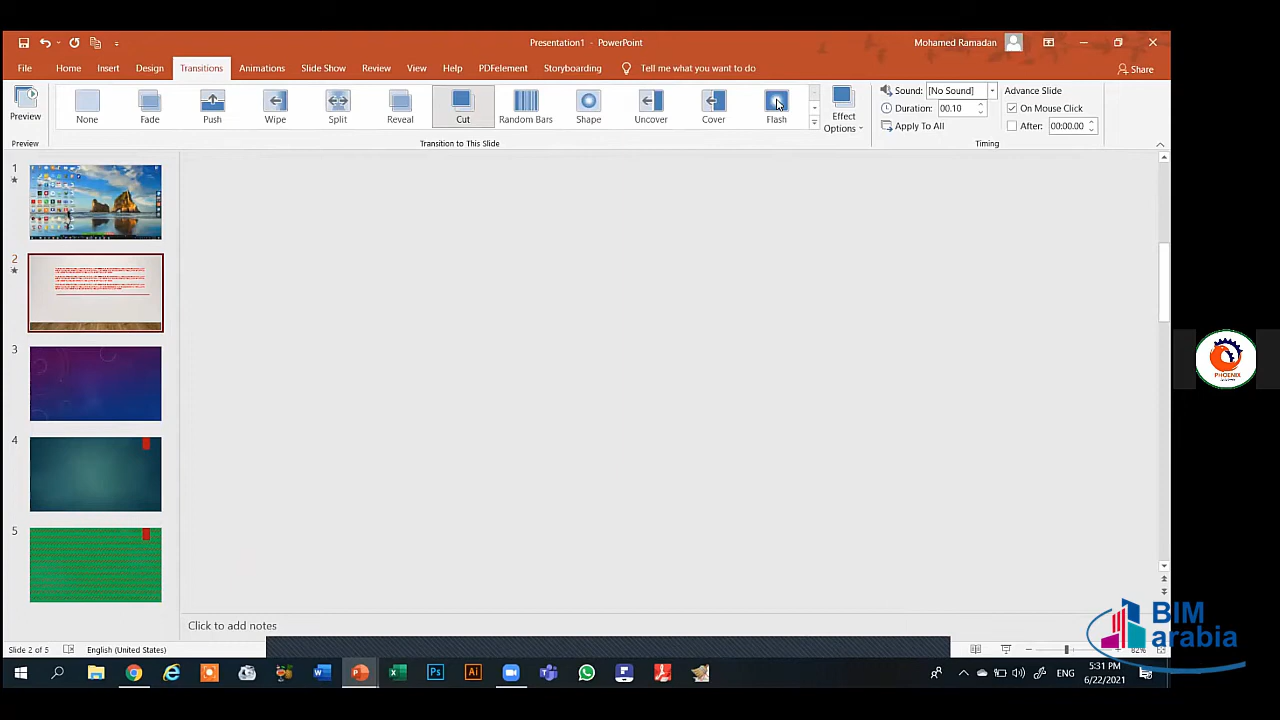 Presentation1 - PowerPoint
Mohamed Ramadan
File Home Insert Design Transitions Animations Slide Show Review View Help PDFelement Storyboarding Tell me what you want to do
Share
Preview
None Fade Push Wipe Split Reveal Cut Random Bars Shape Uncover Cover Flash
Effect Options
Sound: [No Sound]
Duration: 00.10
Apply To All
Advance Slide
On Mouse Click
After: 00:00.00
Preview Transition to This Slide Timing
1
2
3
4
5
Click to add notes
Slide 2 of 5 English (United States)
82%
ENG
5:31 PM
6/22/2021
PHOENIX
BIM
arabia